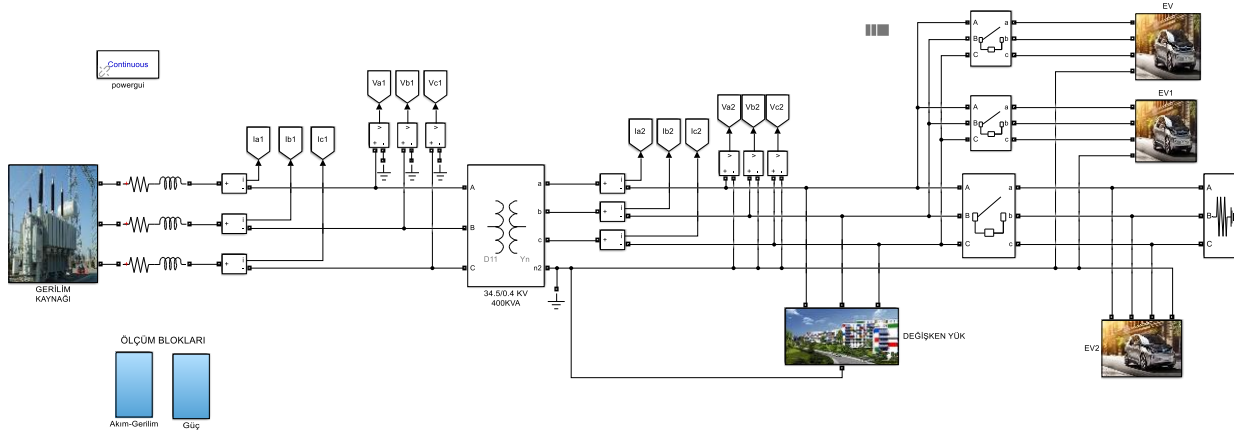 Continuous
powergui
GERİLİM
KAYNAĞI
Ia1
Ib1
Ic1
Va1
Vb1
Vc1
A
B
C
a
b
c
n2
D11
Yn
34.5/0.4 KV
400KVA
Ia2
Ib2
Ic2
Va2
Vb2
Vc2
DEĞİŞKEN YÜK
A
B
C
a
b
c
EV
A
B
C
a
b
c
EV1
A
B
C
a
b
c
A
B
C
EV2
ÖLÇÜM BLOKLARI
Akım-Gerilim
Güç